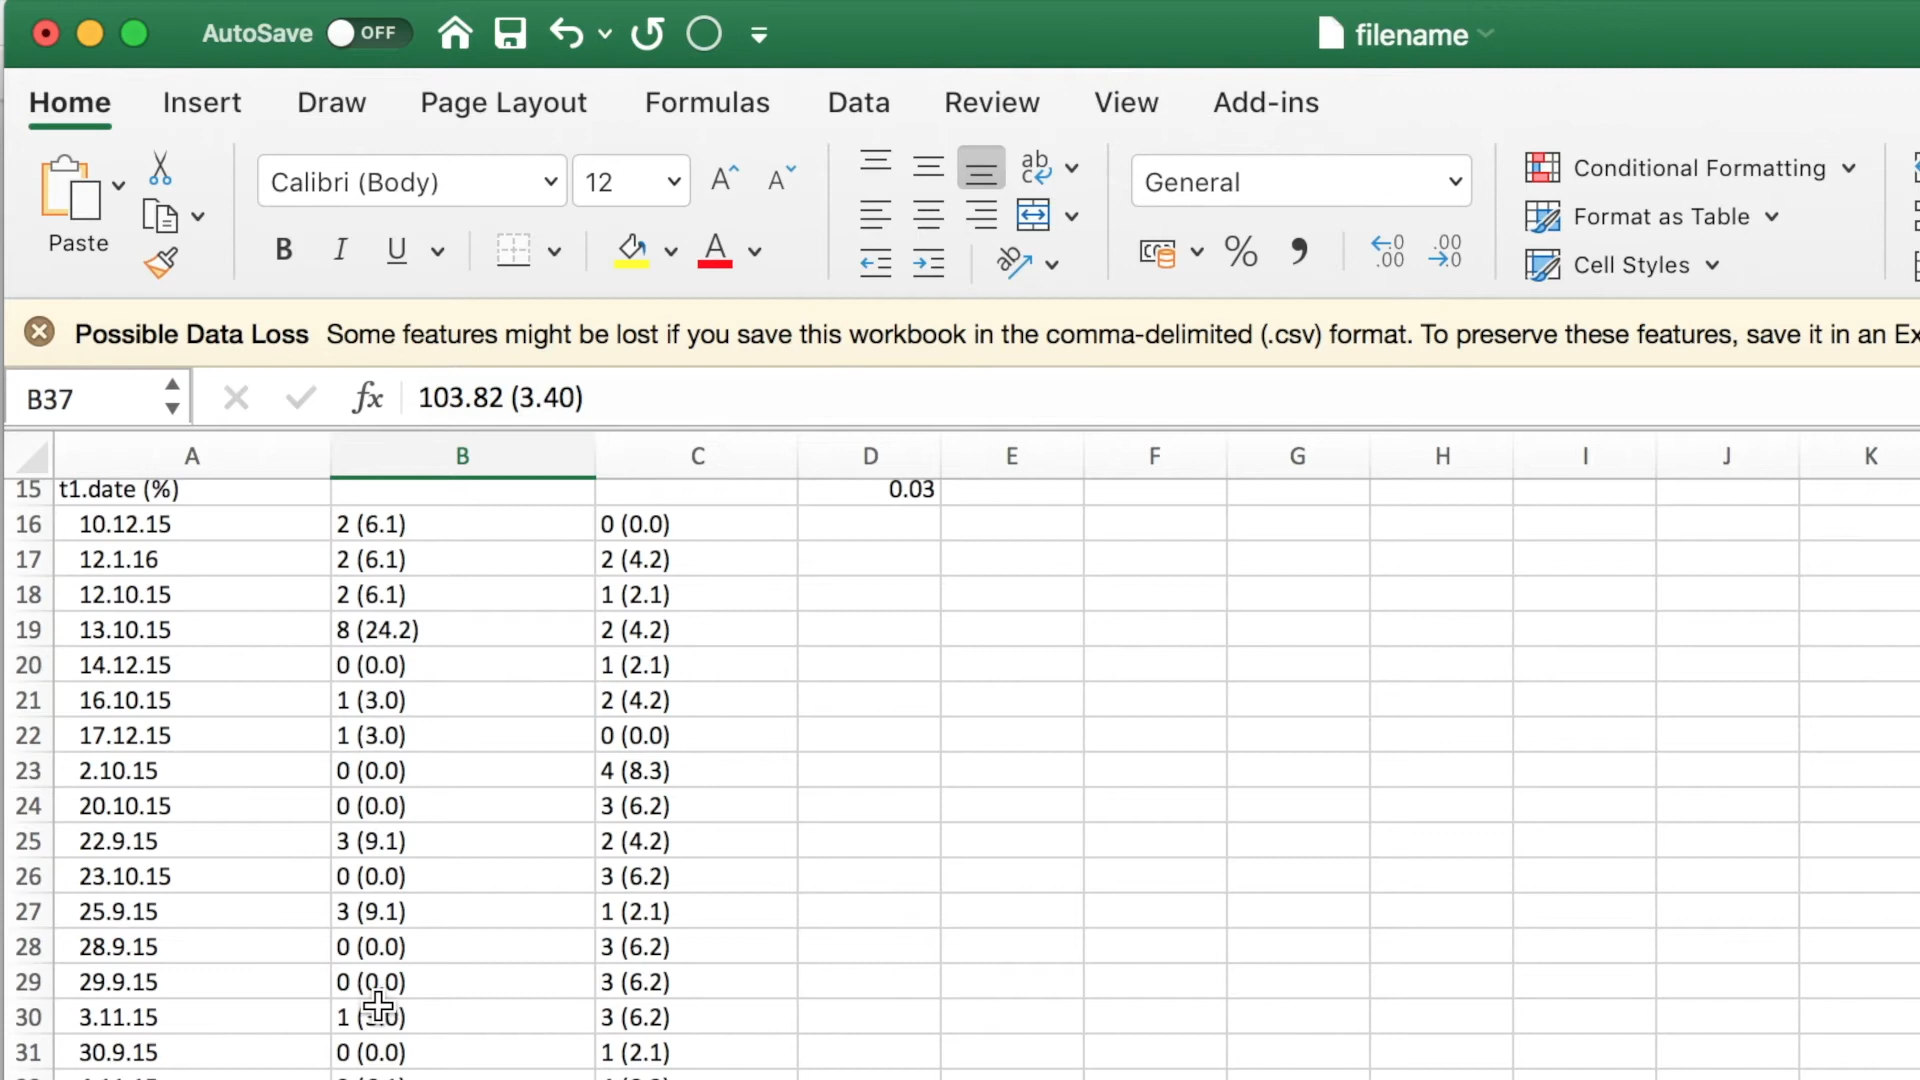 AutoSave OFF
filename
Home Insert Draw Page Layout Formulas Data Review View Add-ins
Paste
Calibri (Body) 12
General
Conditional Formatting
Format as Table
Cell Styles
Possible Data Loss Some features might be lost if you save this workbook in the comma-delimited (.csv) format. To preserve these features, save it in an Ex
B37 fx 103.82 (3.40)
A B C D E F G H I J K
15 t1.date (%) 0.03
16 10.12.15 2 (6.1) 0 (0.0)
17 12.1.16 2 (6.1) 2 (4.2)
18 12.10.15 2 (6.1) 1 (2.1)
19 13.10.15 8 (24.2) 2 (4.2)
20 14.12.15 0 (0.0) 1 (2.1)
21 16.10.15 1 (3.0) 2 (4.2)
22 17.12.15 1 (3.0) 0 (0.0)
23 2.10.15 0 (0.0) 4 (8.3)
24 20.10.15 0 (0.0) 3 (6.2)
25 22.9.15 3 (9.1) 2 (4.2)
26 23.10.15 0 (0.0) 3 (6.2)
27 25.9.15 3 (9.1) 1 (2.1)
28 28.9.15 0 (0.0) 3 (6.2)
29 29.9.15 0 (0.0) 3 (6.2)
30 3.11.15 1 3 (6.2)
31 30.9.15 0 (0.0) 1 (2.1)